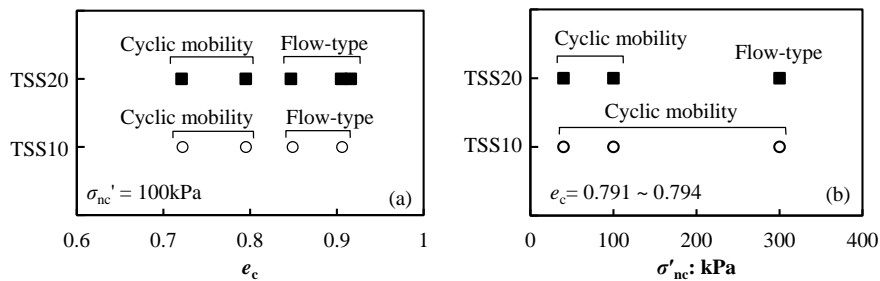 Cyclic mobility Flow-type
TSS20
Cyclic mobility Flow-type
TSS10
σnc' = 100kPa (a)
0.6 0.7 0.8 0.9 1
ec
Cyclic mobility Flow-type
TSS20
Cyclic mobility
TSS10
ec= 0.791 ~ 0.794 (b)
0 100 200 300 400
σ'nc: kPa